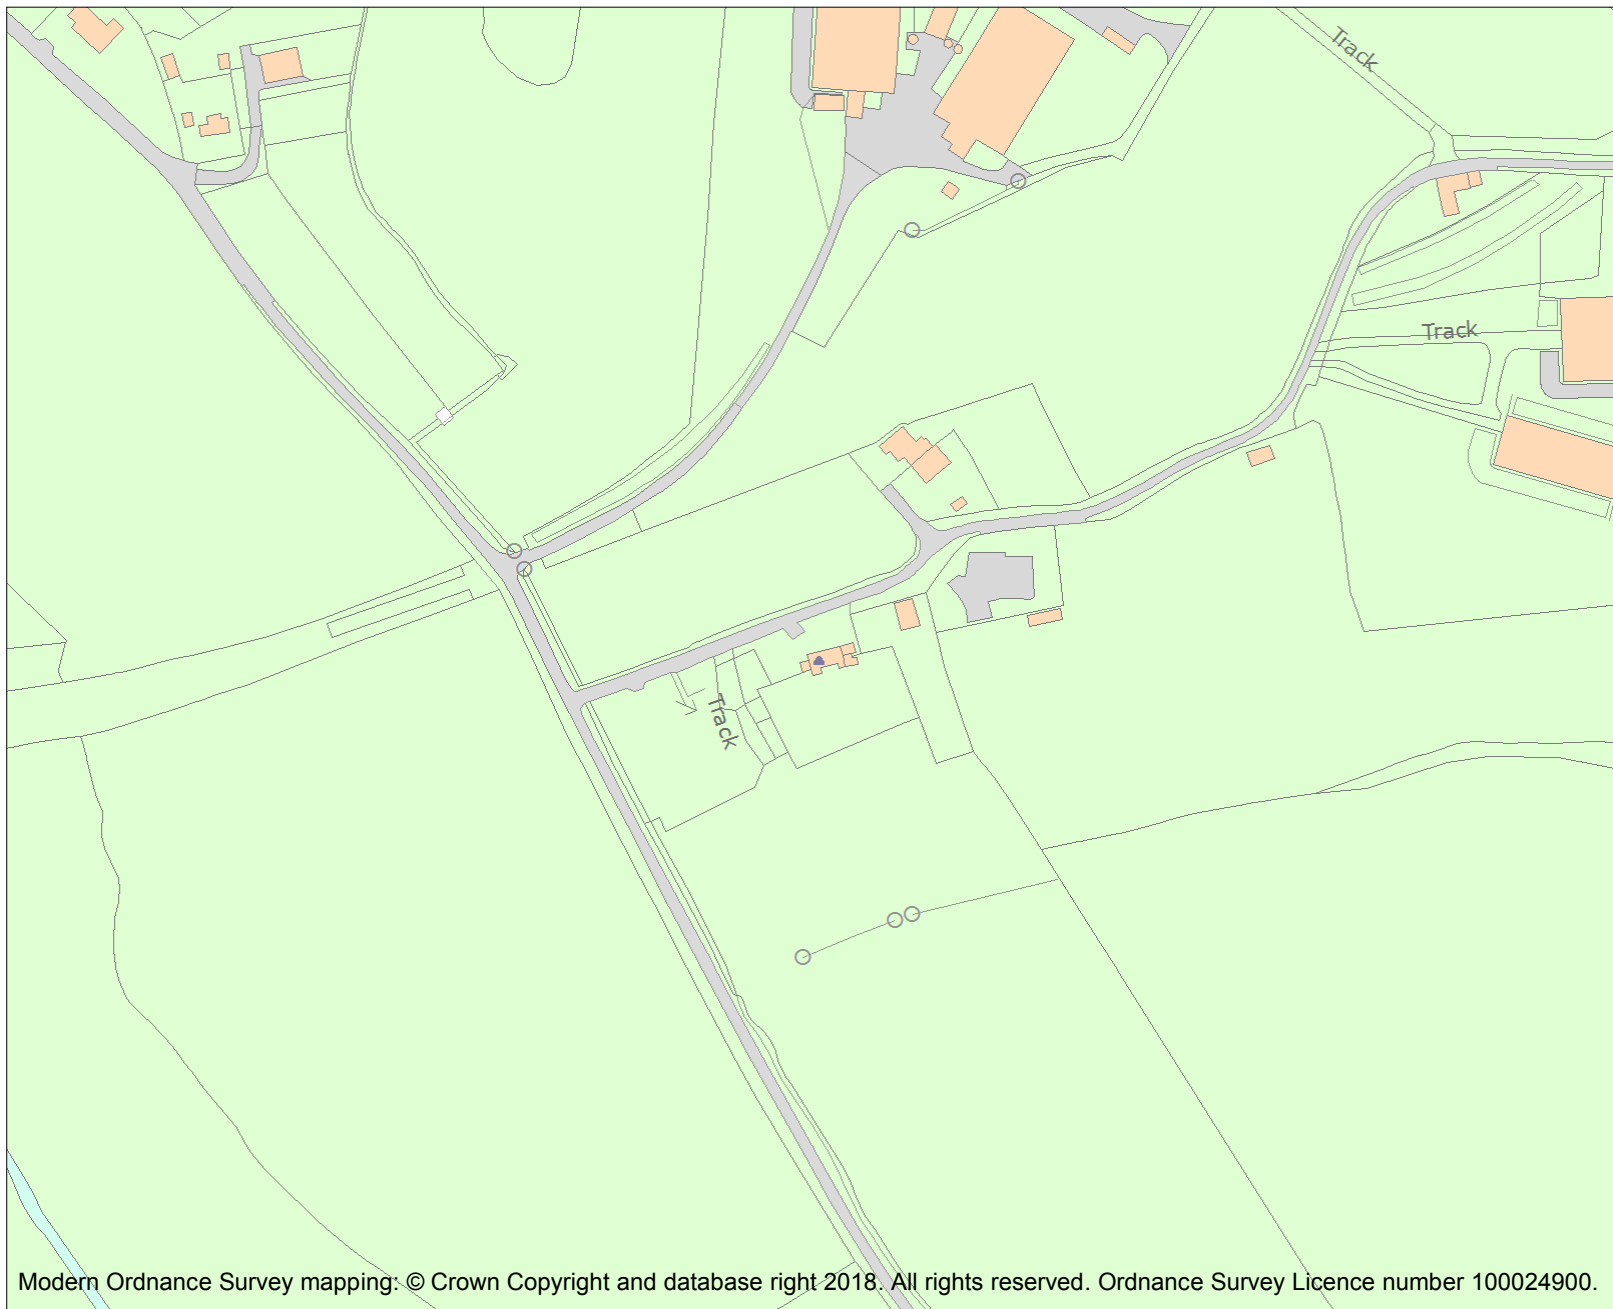 Track
Track
Track
Modern Ordnance Survey mapping: © Crown Copyright and database right 2018. All rights reserved. Ordnance Survey Licence number 100024900.